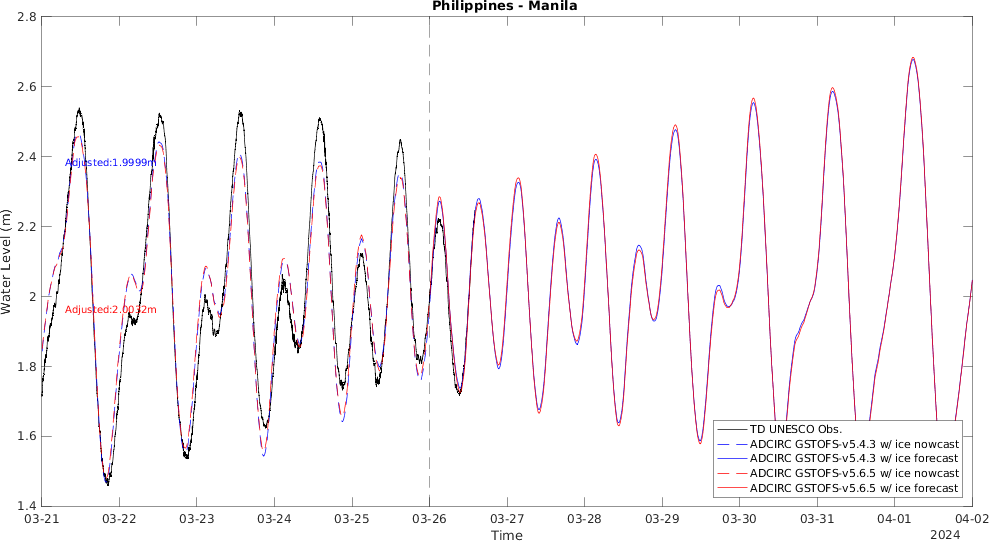 Philippines - Manila
Water Level (m)
2.8
2.6
2.4
2.2
2
1.8
1.6
1.4
Adjusted:1.9999m
Adjusted:2.0032m
TD UNESCO Obs.
ADCIRC GSTOFS-v5.4.3 w/ ice nowcast
ADCIRC GSTOFS-v5.4.3 w/ ice forecast
ADCIRC GSTOFS-v5.6.5 w/ ice nowcast
ADCIRC GSTOFS-v5.6.5 w/ ice forecast
03-21 03-22 03-23 03-24 03-25 03-26 03-27 03-28 03-29 03-30 03-31 04-01 04-02
Time
2024